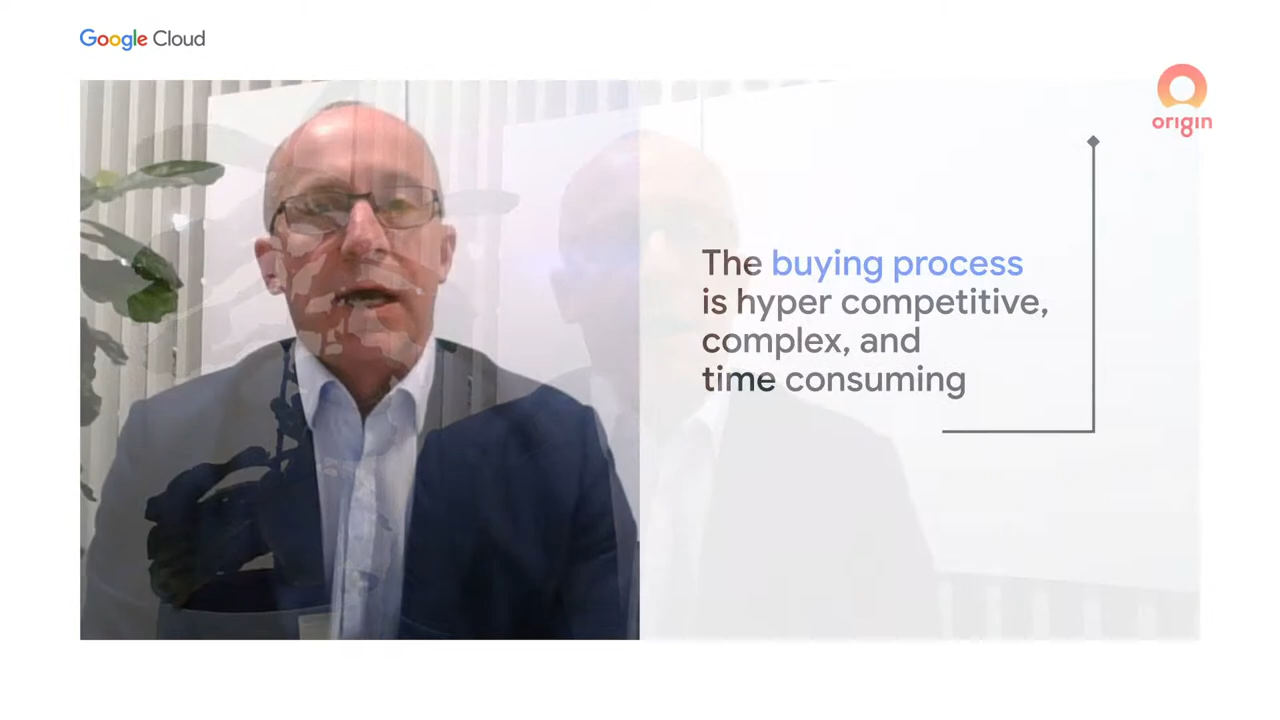 Google Cloud
origin
The buying process
is hyper competitive,
complex, and
time consuming